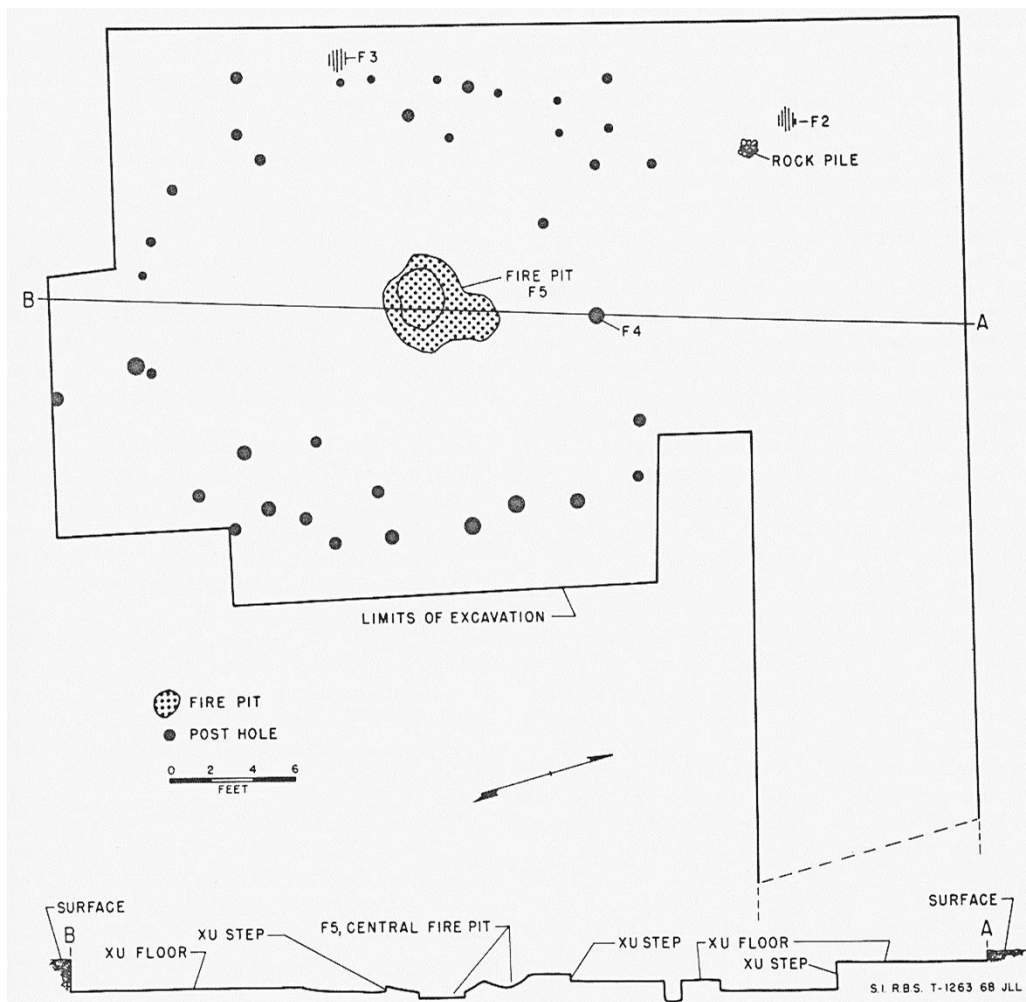 F3
F2
ROCK PILE
FIRE PIT
F5
B
A
F4
LIMITS OF EXCAVATION
FIRE PIT
POST HOLE
0 2 4 6
FEET
SURFACE
B
XU FLOOR
XU STEP
F5, CENTRAL FIRE PIT
XU STEP
XU FLOOR
XU STEP
A
SURFACE
S.I. R.B.S. T-1263 68 JLL